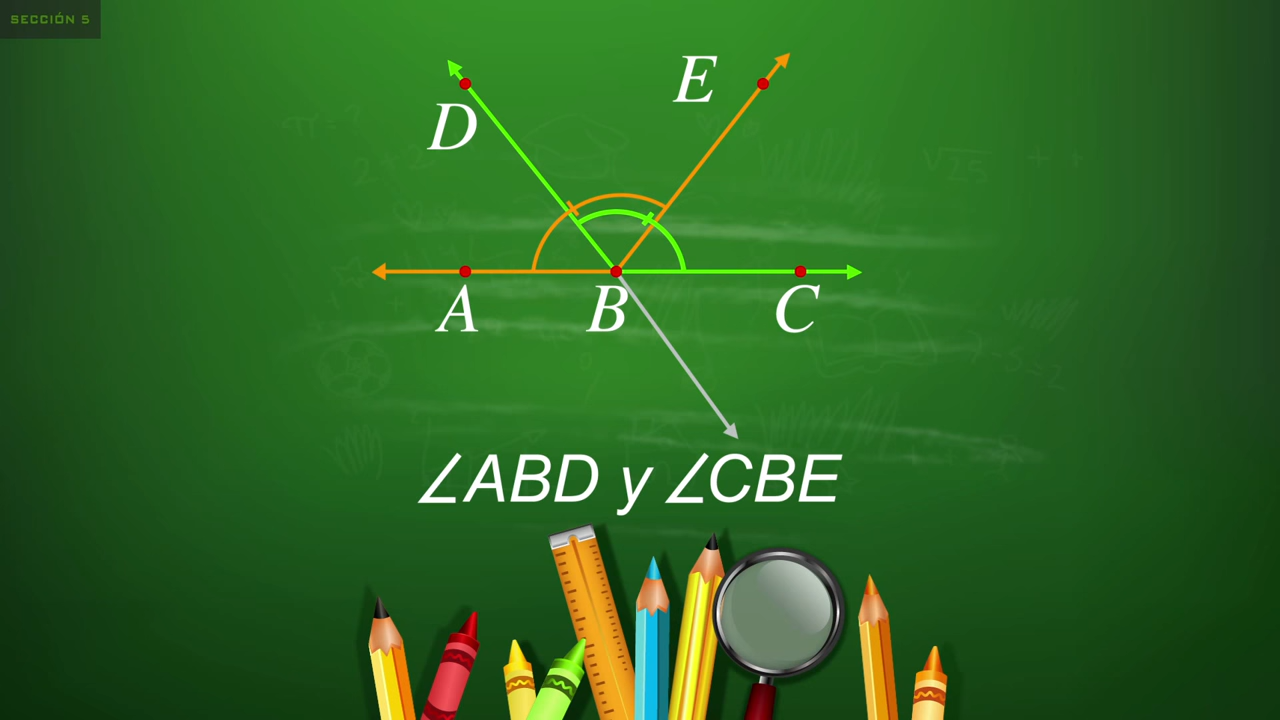 SECCIÓN 5
E
D
A B C
∠ABD y ∠CBE